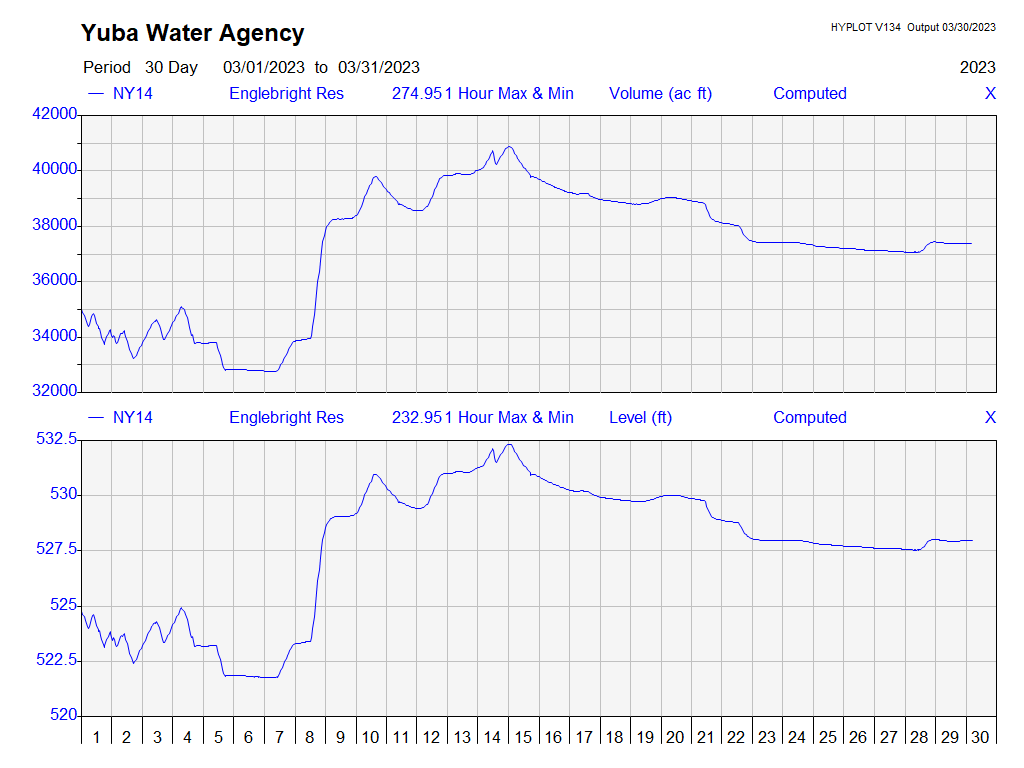 Yuba Water Agency
HYPLOT V134 Output 03/30/2023
Period 30 Day 03/01/2023 to 03/31/2023 2023
NY14 Englebright Res 274.951 Hour Max & Min Volume (ac ft) Computed X
42000
40000
38000
36000
34000
32000
NY14 Englebright Res 232.951 Hour Max & Min Level (ft) Computed X
532.5
530
527.5
525
522.5
520
1 2 3 4 5 6 7 8 9 10 11 12 13 14 15 16 17 18 19 20 21 22 23 24 25 26 27 28 29 30